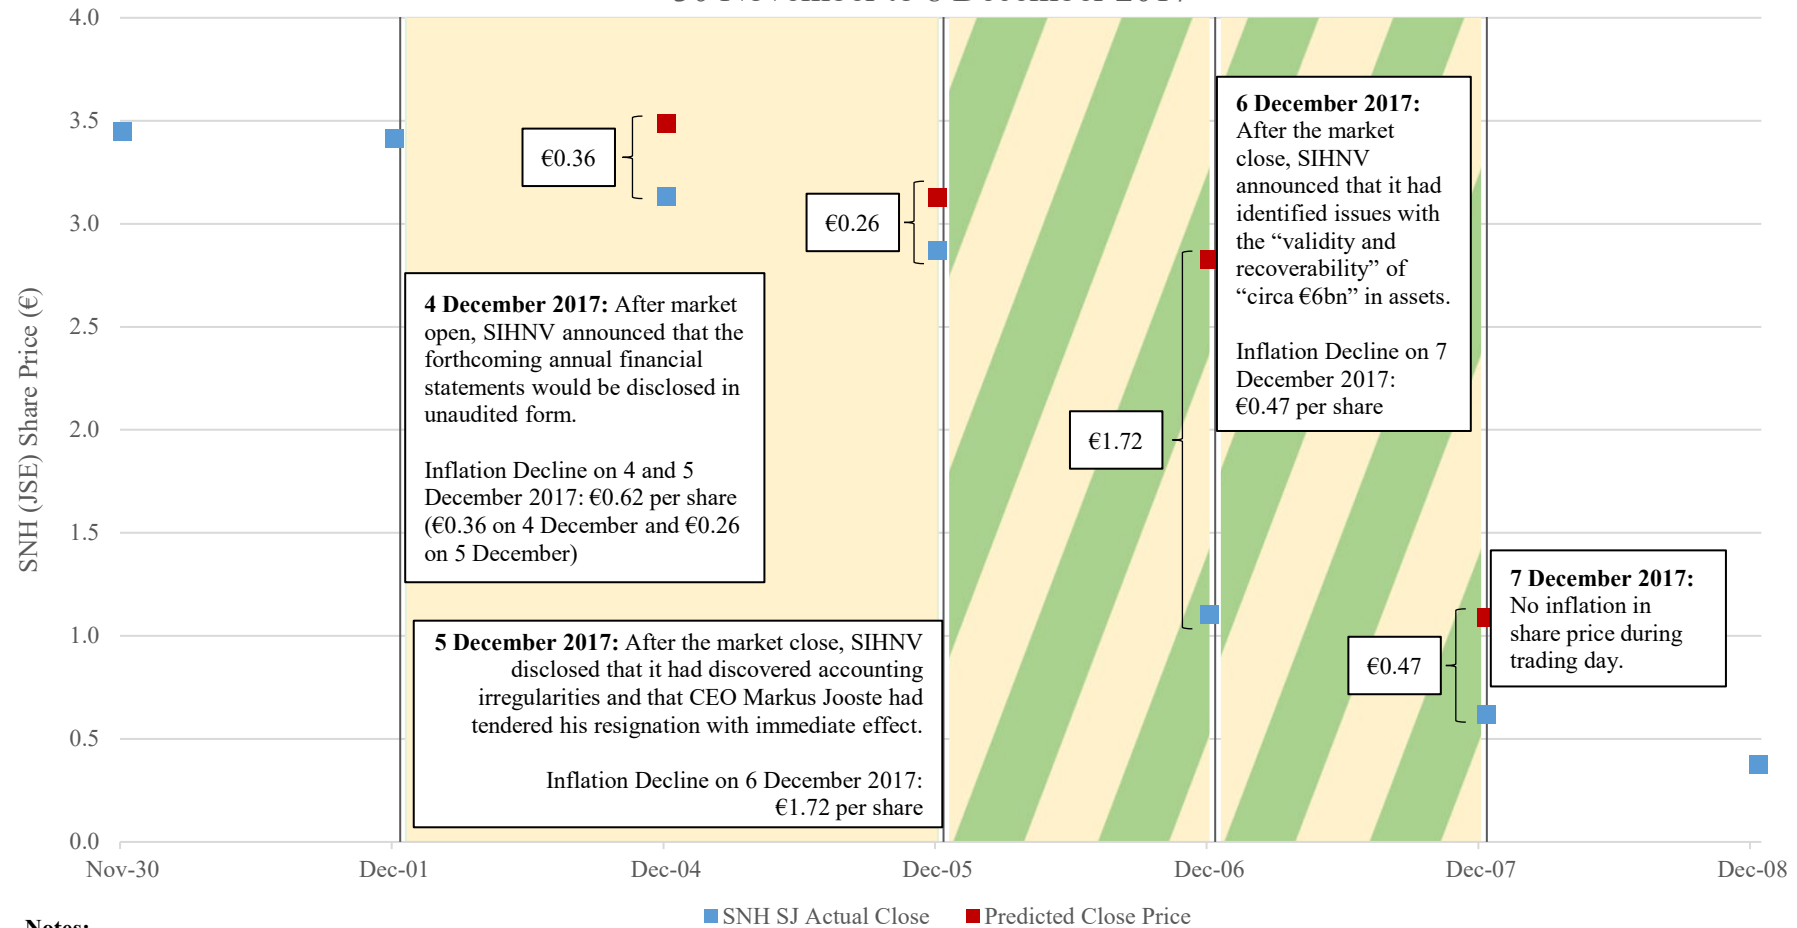 30 November to 8 December 2017
4.0
3.5
3.0
2.5
2.0
1.5
1.0
0.5
0.0
SNH (JSE) Share Price (€)
€0.36
€0.26
€1.72
€0.47
4 December 2017: After market
open, SIHNV announced that the
forthcoming annual financial
statements would be disclosed in
unaudited form.
Inflation Decline on 4 and 5
December 2017: €0.62 per share
(€0.36 on 4 December and €0.26
on 5 December)
5 December 2017: After the market close, SIHNV
disclosed that it had discovered accounting
irregularities and that CEO Markus Jooste had
tendered his resignation with immediate effect.
Inflation Decline on 6 December 2017:
€1.72 per share
6 December 2017:
After the market
close, SIHNV
announced that it had
identified issues with
the “validity and
recoverability” of
“circa €6bn” in assets.
Inflation Decline on 7
December 2017:
€0.47 per share
7 December 2017:
No inflation in
share price during
trading day.
Nov-30
Dec-01
Dec-04
Dec-05
Dec-06
Dec-07
Dec-08
SNH SJ Actual Close
Predicted Close Price
Notes: